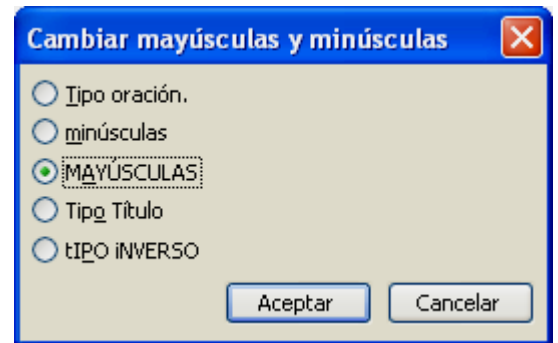 Cambiar mayúsculas y minúsculas
Tipo oración.
minúsculas
MAYÚSCULAS
Tipo Título
tIPO iNVERSO
Aceptar Cancelar